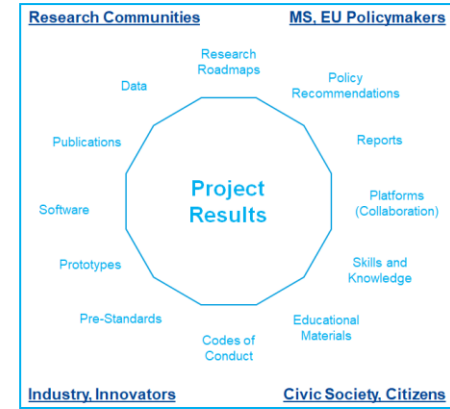 Research Communities
MS, EU Policymakers
Research
Roadmaps
Data
Policy
Recommendations
Publications
Reports
Project
Results
Software
Platforms
(Collaboration)
Prototypes
Skills and
Knowledge
Pre-Standards
Educational
Materials
Codes of
Conduct
Industry, Innovators
Civic Society, Citizens